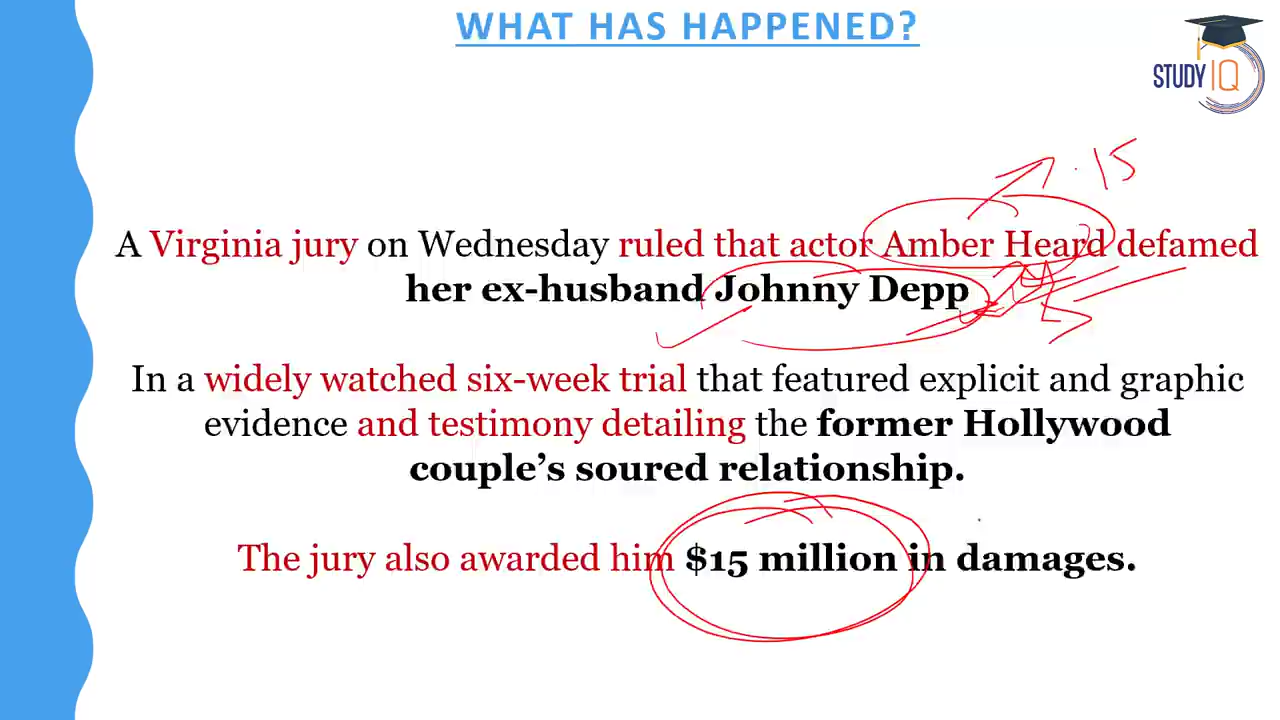 WHAT HAS HAPPENED?
STUDY IQ
15
A Virginia jury on Wednesday ruled that actor Amber Heard defamed
her ex-husband Johnny Depp
In a widely watched six-week trial that featured explicit and graphic
evidence and testimony detailing the former Hollywood
couple’s soured relationship.
The jury also awarded him $15 million in damages.